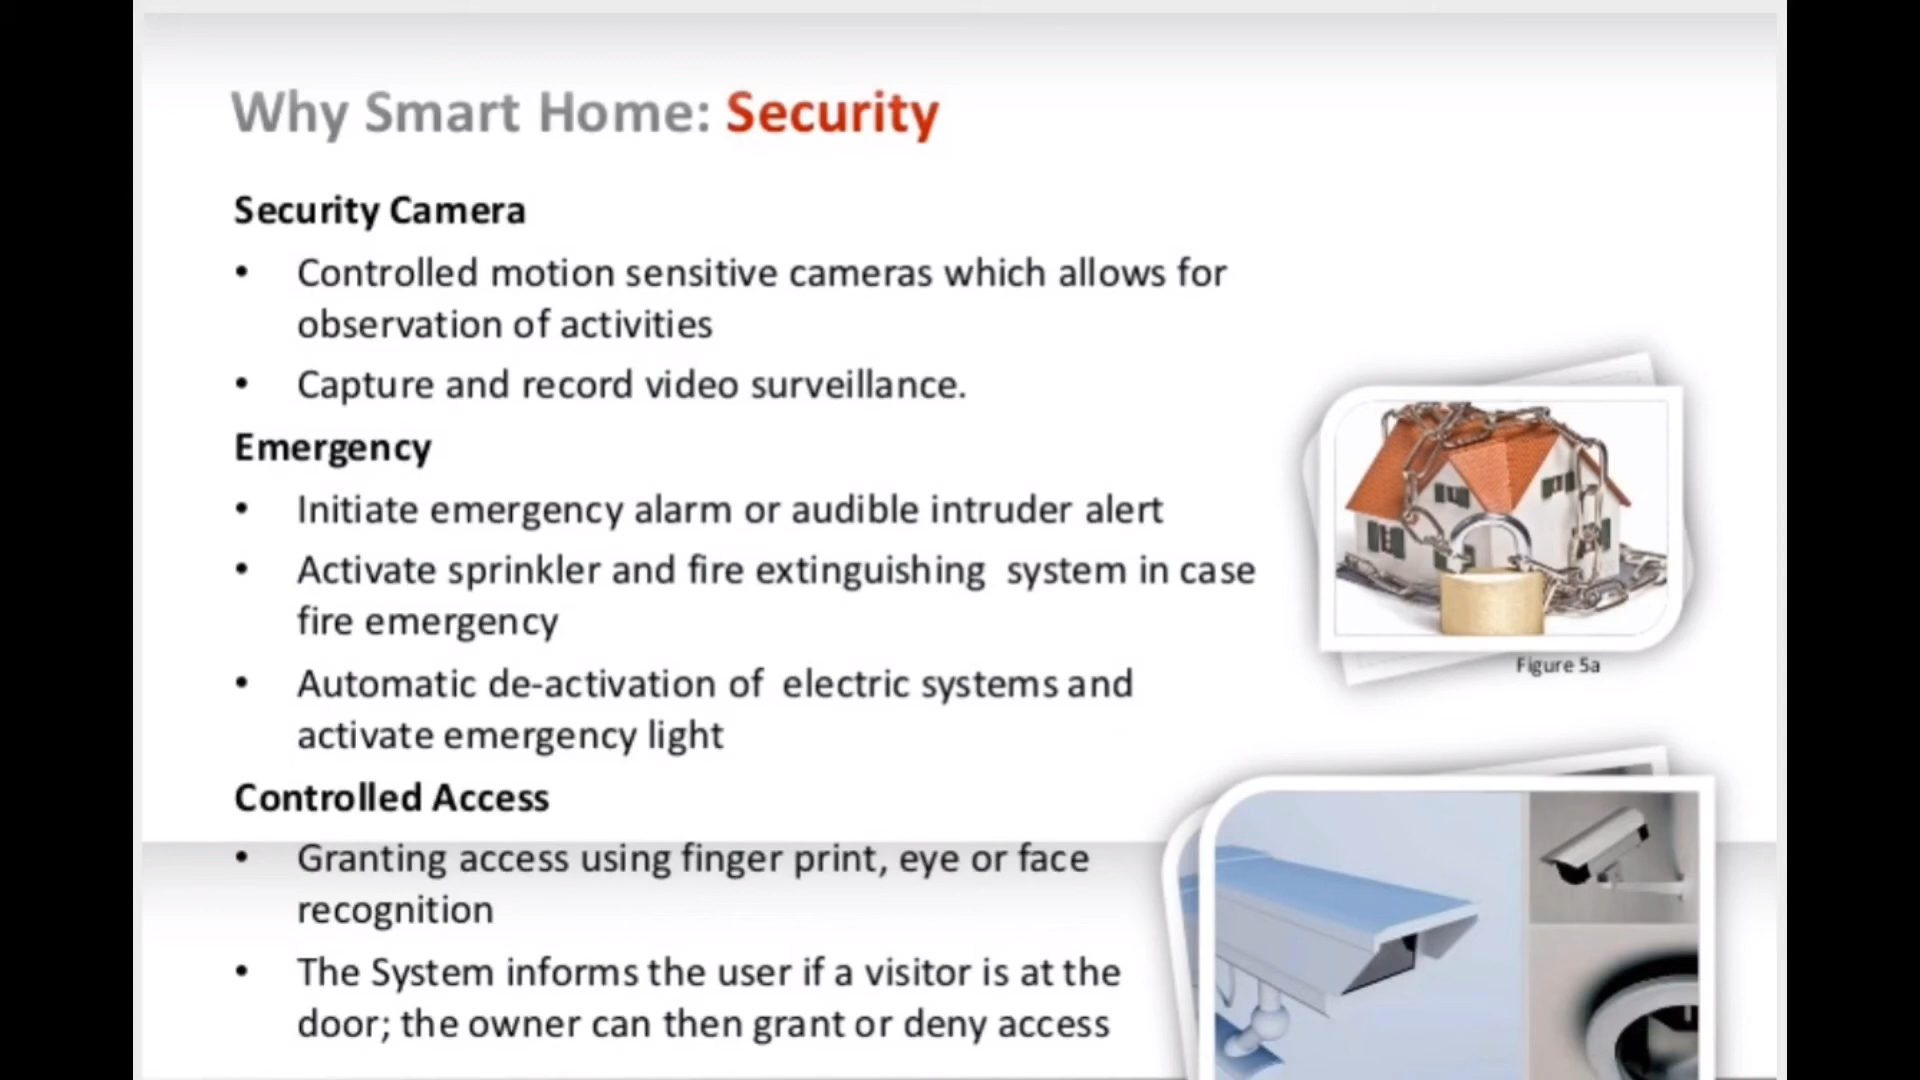 Why Smart Home: Security
Security Camera
• Controlled motion sensitive cameras which allows for
observation of activities
• Capture and record video surveillance.
Emergency
• Initiate emergency alarm or audible intruder alert
• Activate sprinkler and fire extinguishing system in case
fire emergency
• Automatic de-activation of electric systems and
activate emergency light
Controlled Access
• Granting access using finger print, eye or face
recognition
• The System informs the user if a visitor is at the
door; the owner can then grant or deny access
Figure 5a